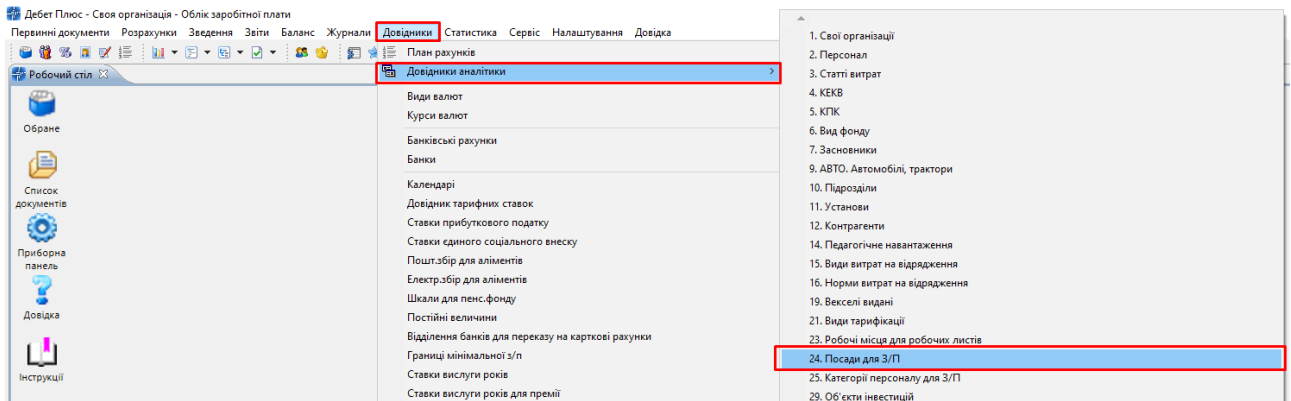 Дебет Плюс - Своя організація - Облік заробітної плати
Первинні документи Розрахунки Зведення Звіти Баланс Журнали Довідники Статистика Сервіс Налаштування Довідка
Робочий стіл
Обране
Список
документів
Приборна
панель
Довідка
Інструкції
План рахунків
Довідники аналітики
Види валют
Курси валют
Банківські рахунки
Банки
Календарі
Довідник тарифних ставок
Ставки прибуткового податку
Ставки єдиного соціального внеску
Пошт.збір для аліментів
Електр.збір для аліментів
Шкали для пенс.фонду
Постійні величини
Відділення банків для переказу на карткові рахунки
Границі мінімальної з/п
Ставки вислуги років
Ставки вислуги років для премії
1. Свої організації
2. Персонал
3. Статті витрат
4. КЕКВ
5. КПК
6. Вид фонду
7. Засновники
9. АВТО. Автомобілі, трактори
10. Підрозділи
11. Установи
12. Контрагенти
14. Педагогічне навантаження
15. Види витрат на відрядження
16. Норми витрат на відрядження
19. Векселі видані
21. Види тарифікації
23. Робочі місця для робочих листів
24. Посади для З/П
25. Категорії персоналу для З/П
29. Об'єкти інвестицій